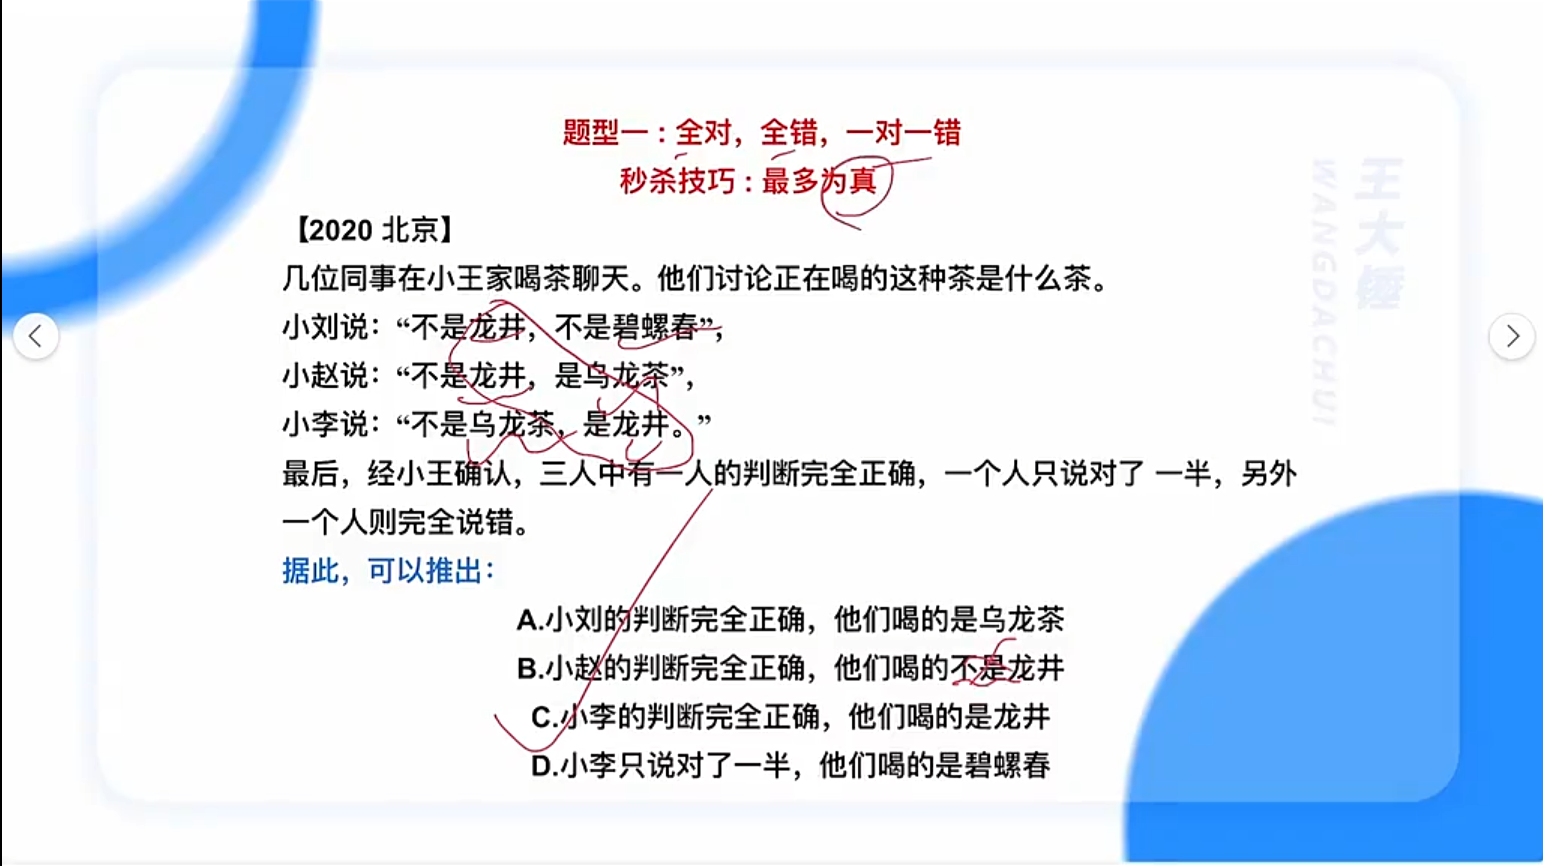 题型一：全对，全错，一对一错
秒杀技巧：最多为真
【2020 北京】
几位同事在小王家喝茶聊天。他们讨论正在喝的这种茶是什么茶。
小刘说：“不是龙井，不是碧螺春”，
小赵说：“不是龙井，是乌龙茶”，
小李说：“不是乌龙茶，是龙井。”
最后，经小王确认，三人中有一人的判断完全正确，一个人只说对了 一半，另外
一个人则完全说错。
据此，可以推出：
A.小刘的判断完全正确，他们喝的是乌龙茶
B.小赵的判断完全正确，他们喝的不是龙井
C.小李的判断完全正确，他们喝的是龙井
D.小李只说对了一半，他们喝的是碧螺春
王大锤
WANGDACHUI